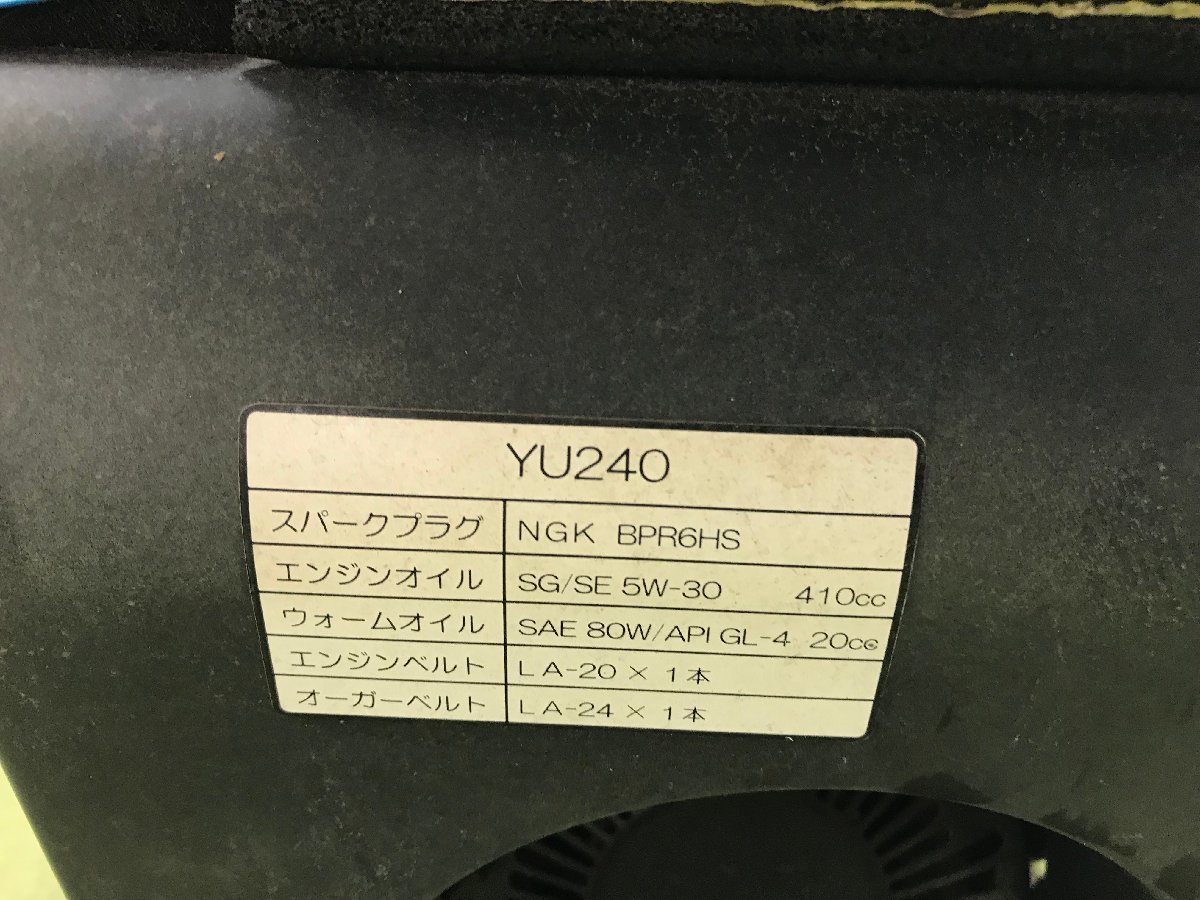 YU240
スパークプラグ NGK BPR6HS
エンジンオイル SG/SE 5W-30 410cc
ウォームオイル SAE 80W/API GL-4 20cc
エンジンベルト LA-20 × 1本
オーガーベルト LA-24 × 1本